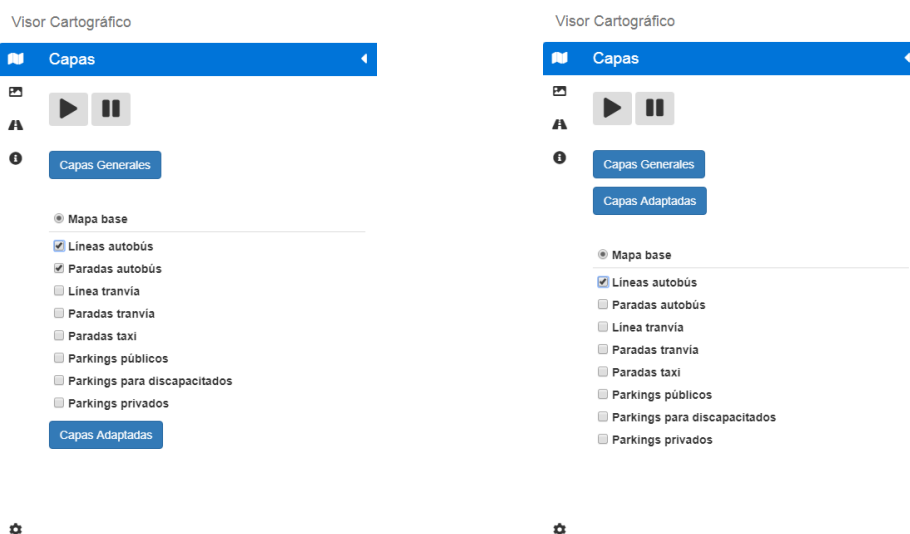 Visor Cartográfico
Capas
Capas Generales
Mapa base
Líneas autobús
Paradas autobús
Línea tranvía
Paradas tranvía
Paradas taxi
Parkings públicos
Parkings para discapacitados
Parkings privados
Capas Adaptadas
Visor Cartográfico
Capas
Capas Generales
Capas Adaptadas
Mapa base
Líneas autobús
Paradas autobús
Línea tranvía
Paradas tranvía
Paradas taxi
Parkings públicos
Parkings para discapacitados
Parkings privados